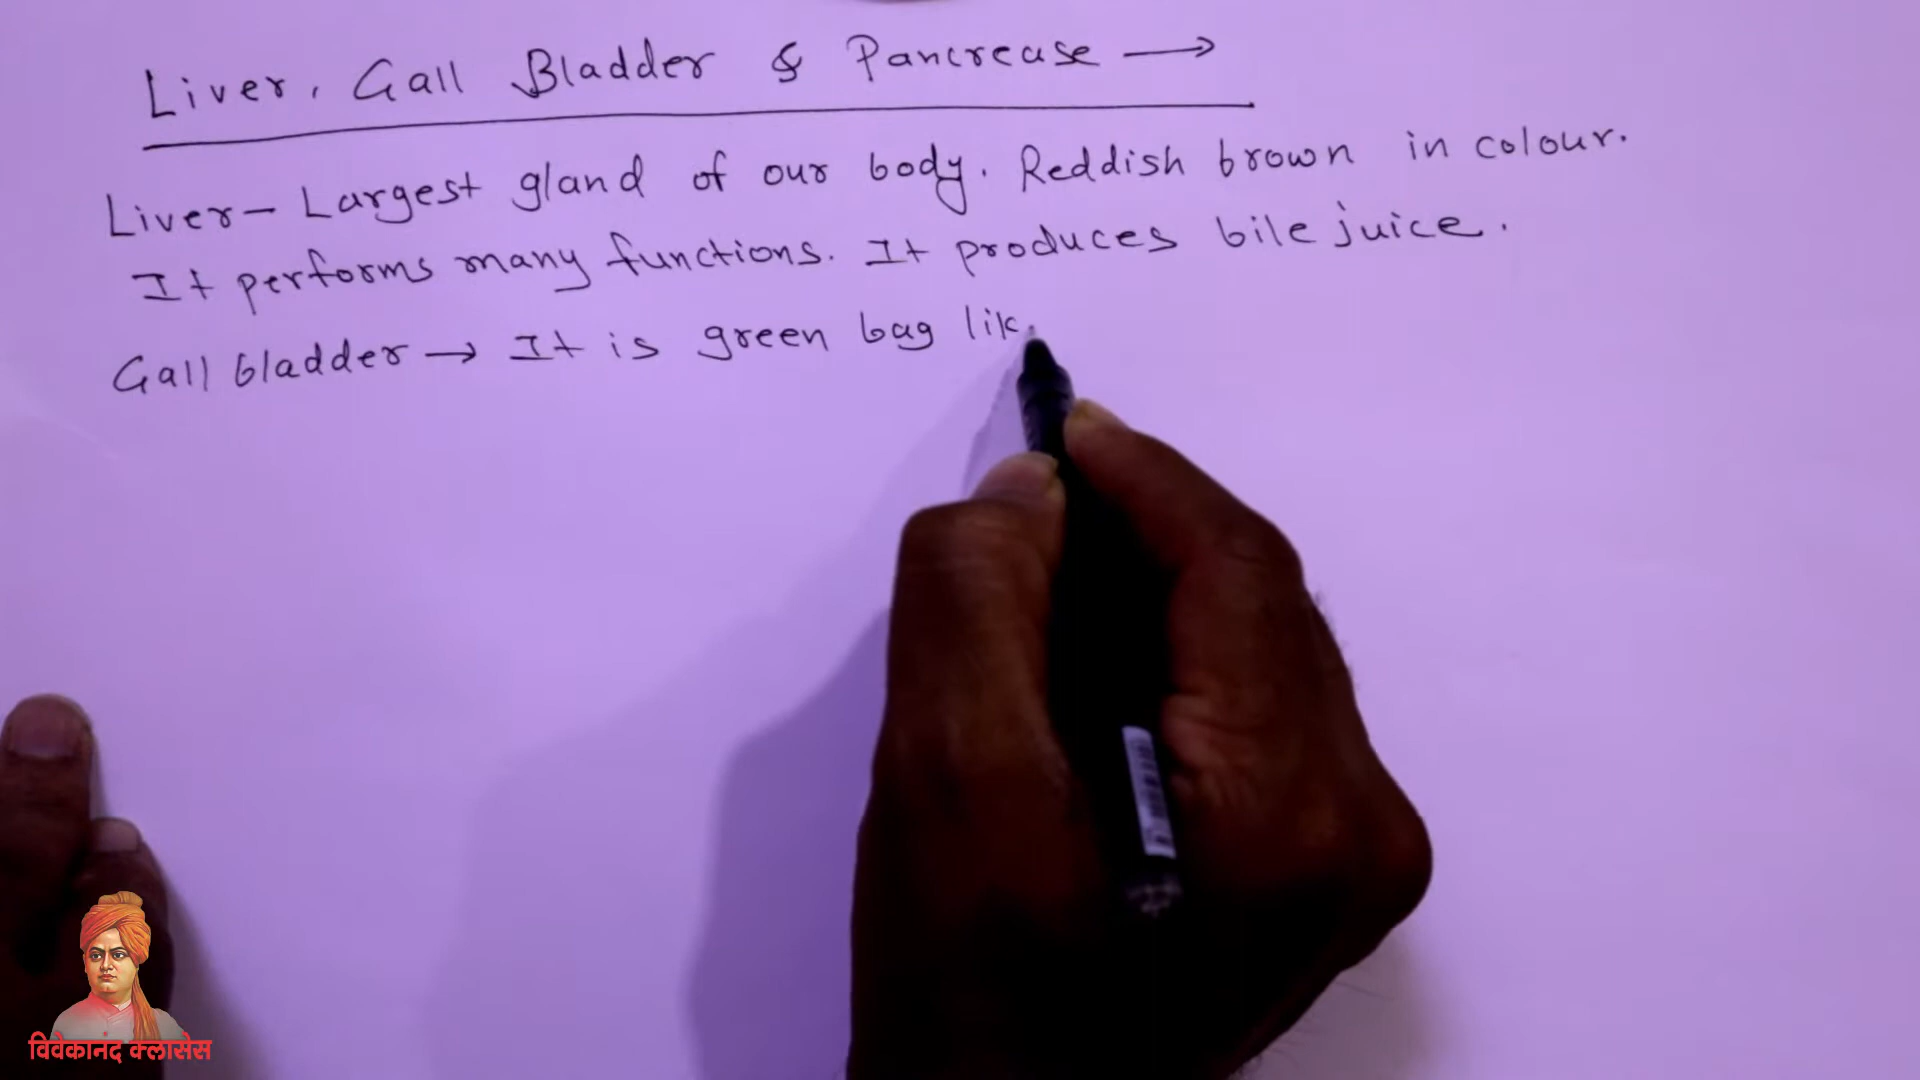 Liver, Gall Bladder & Pancrease →
Liver- Largest gland of our body. Reddish brown in colour.
It performs many functions. It produces bile juice.
Gall bladder → It is green bag lik
विवेकानद क्लासेस